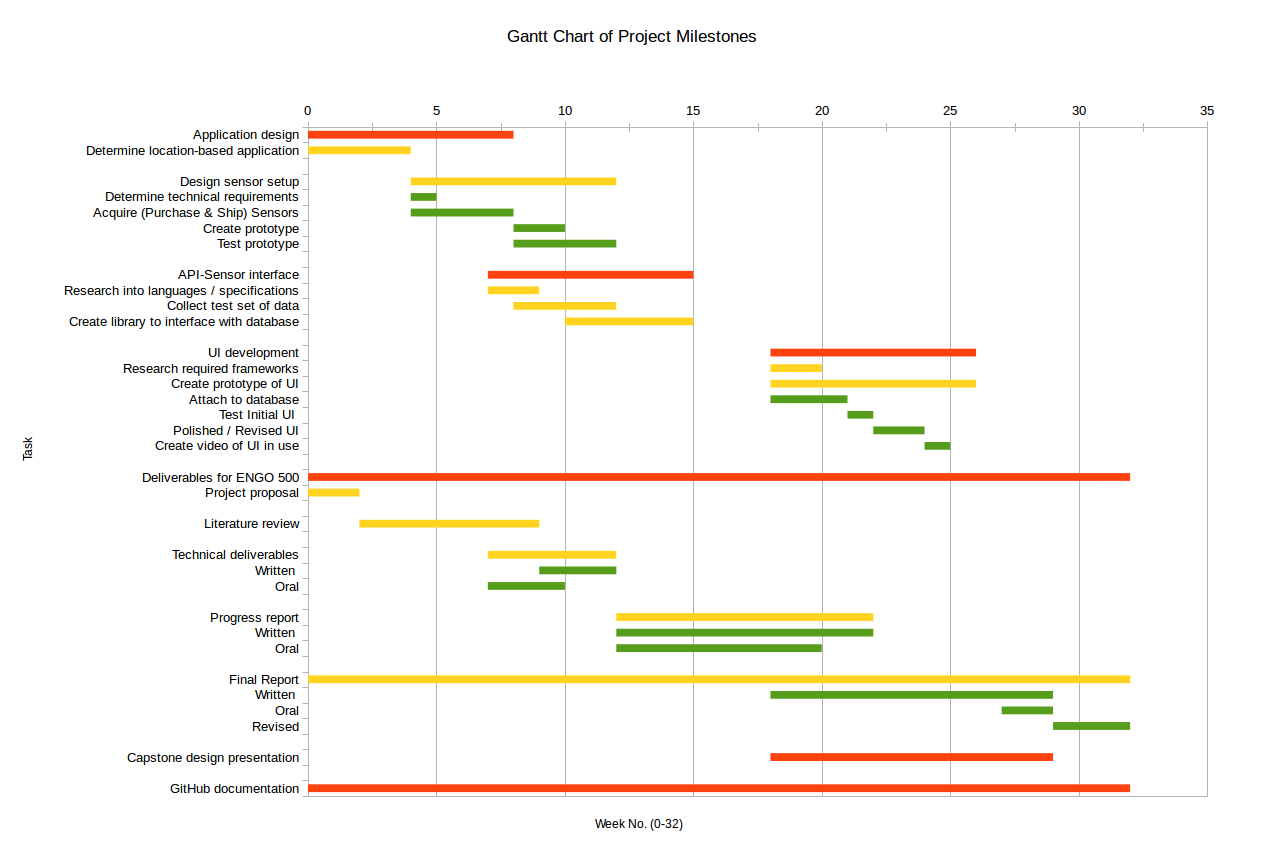 Gantt Chart of Project Milestones
0 5 10 15 20 25 30 35
Application design
Determine location-based application
Design sensor setup
Determine technical requirements
Acquire (Purchase & Ship) Sensors
Create prototype
Test prototype
API-Sensor interface
Research into languages / specifications
Collect test set of data
Create library to interface with database
UI development
Research required frameworks
Create prototype of UI
Attach to database
Test Initial UI
Polished / Revised UI
Create video of UI in use
Task
Deliverables for ENGO 500
Project proposal
Literature review
Technical deliverables
Written
Oral
Progress report
Written
Oral
Final Report
Written
Oral
Revised
Capstone design presentation
GitHub documentation
Week No. (0-32)